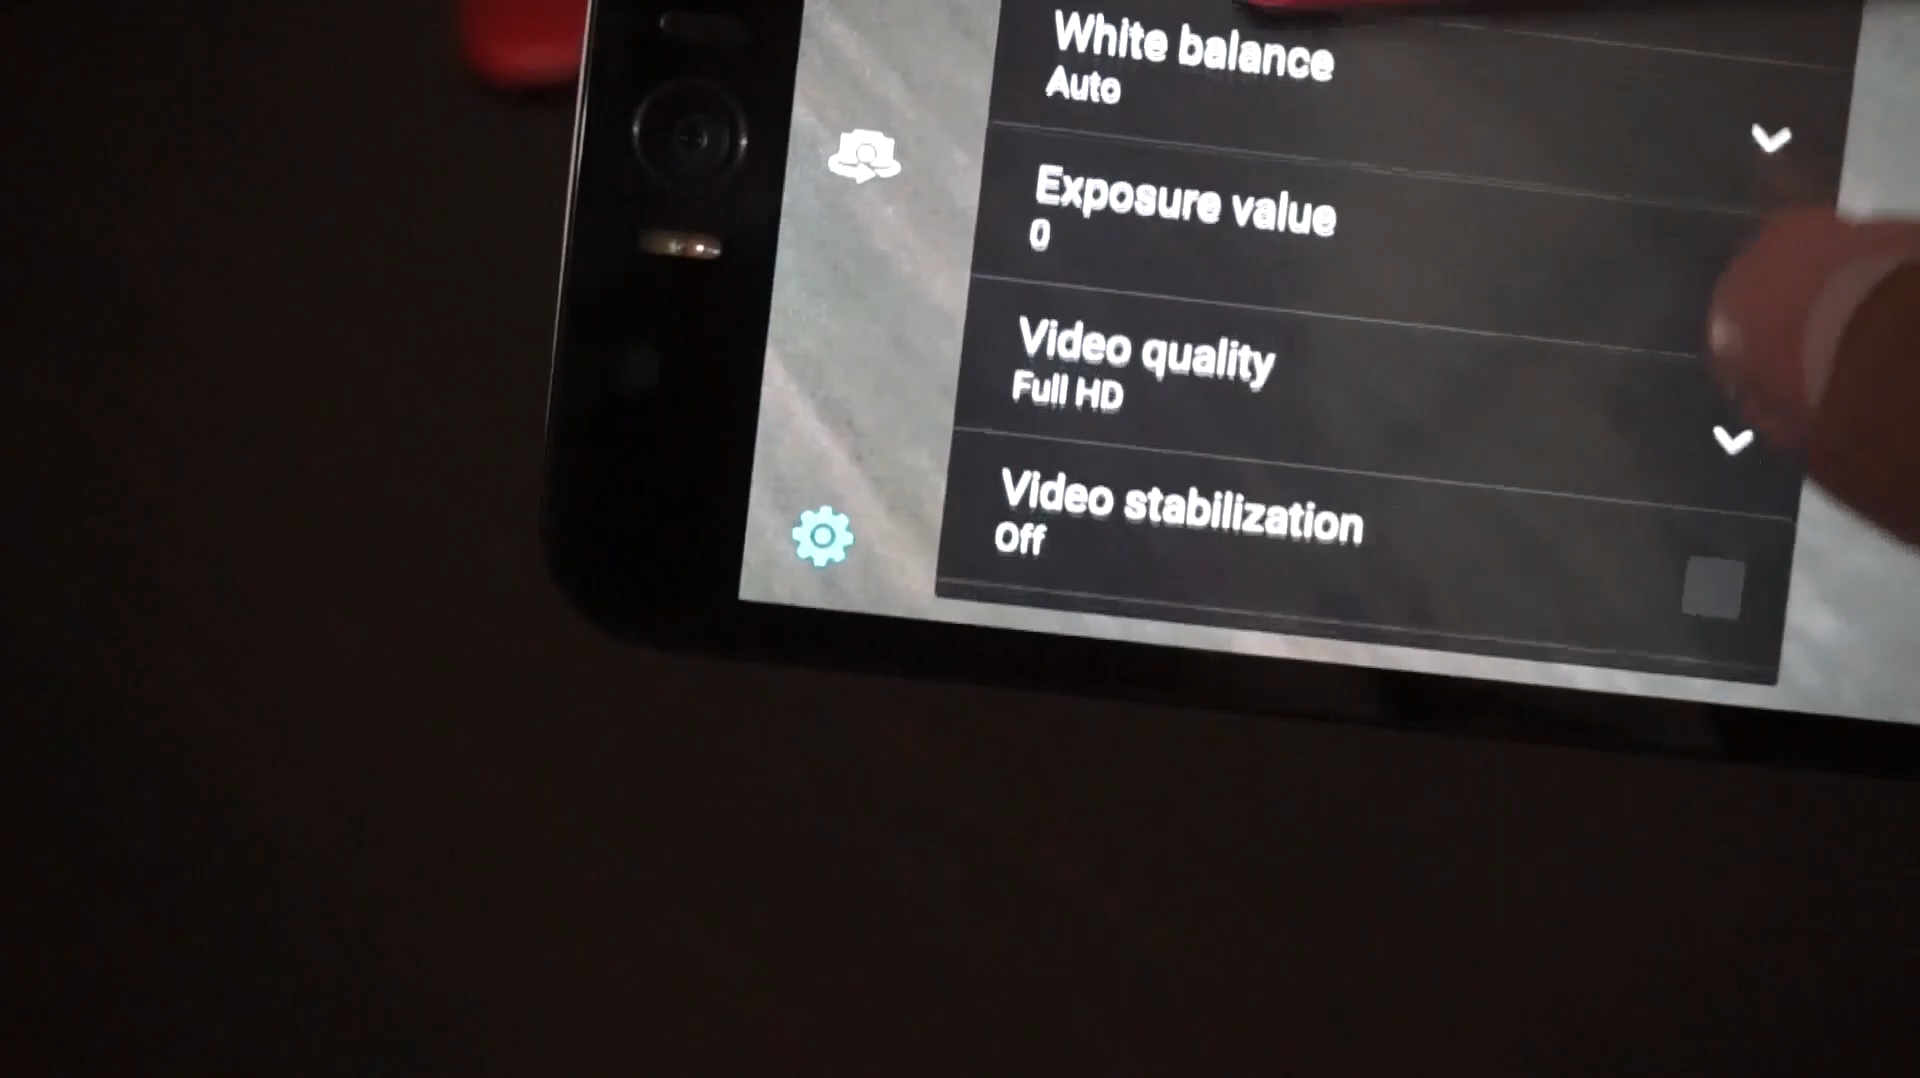 White balance
Auto
Exposure value
0
Video quality
Full HD
Video stabilization
Off